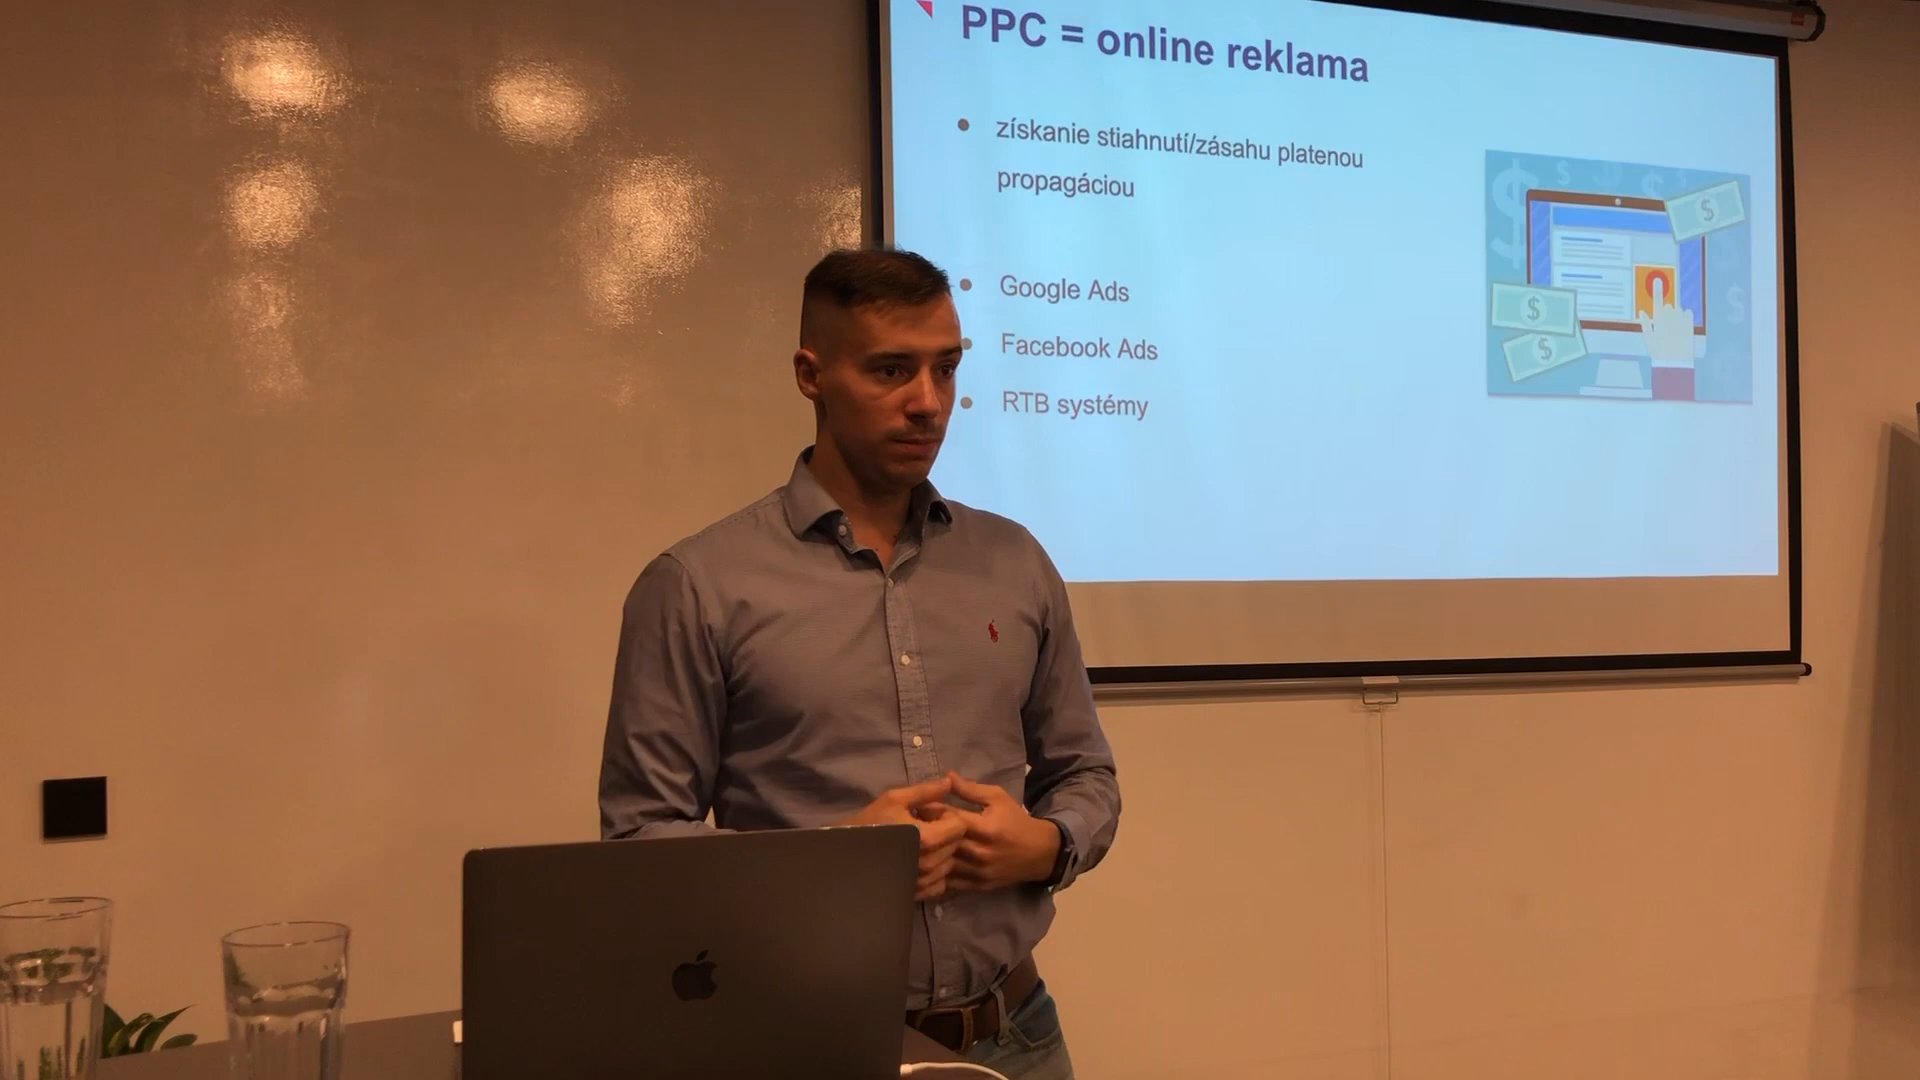 PPC = online reklama
získanie stiahnutí/zásahu platenou
propagáciou
Google Ads
Facebook Ads
RTB systémy